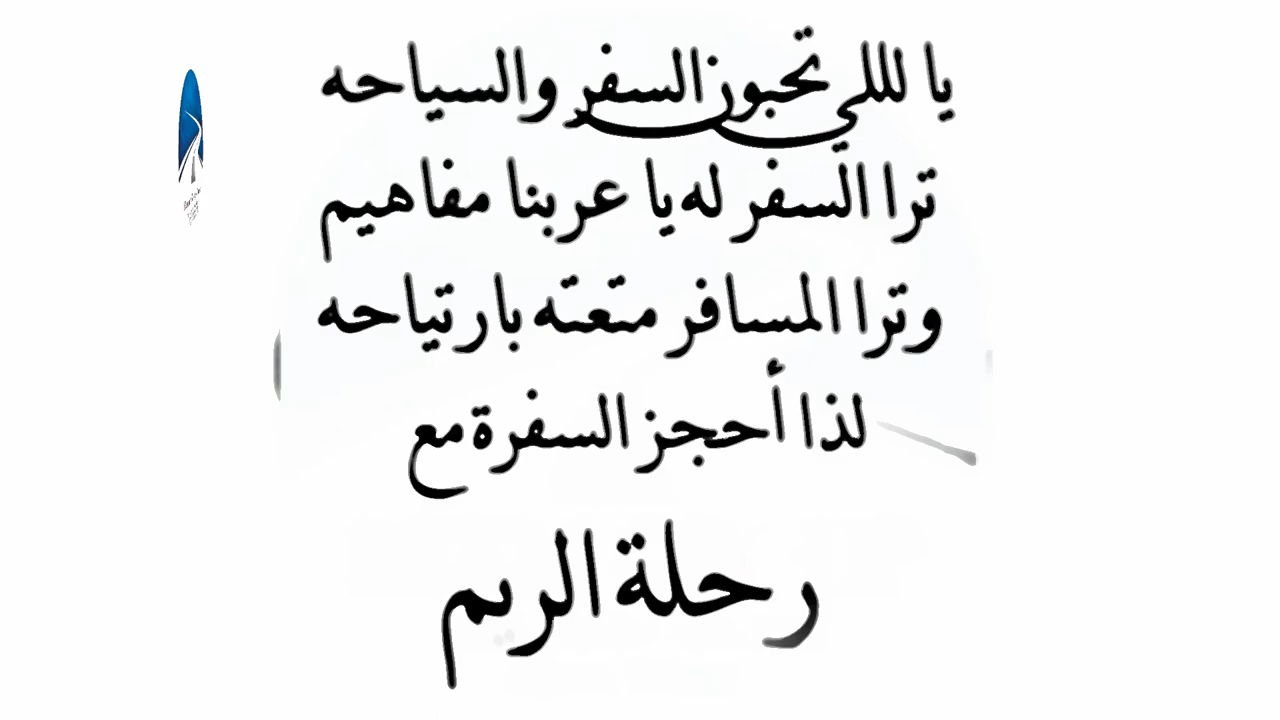 يا لللي تحبون السفر والسياحه
ترا السفر له يا عربنا مفاهيم
وترا المسافر متعته بارتياحه
لذا أحجز السفرة مع
رحلة الريم